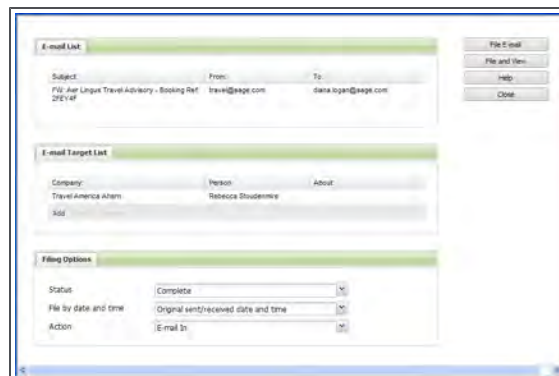 E-mail List
Subject: From: To:
FW: Aer Lingus Travel Advisory - Booking Ref: travel@sage.com diana.logan@sage.com
2FEY4F
E-mail Target List
Company: Person: About:
Travel America Ahern Rebecca Stoudenmire
Add
Filing Options
Status Complete
File by date and time Original sent/received date and time
Action E-mail In
File E-mail
File and View
Help
Close